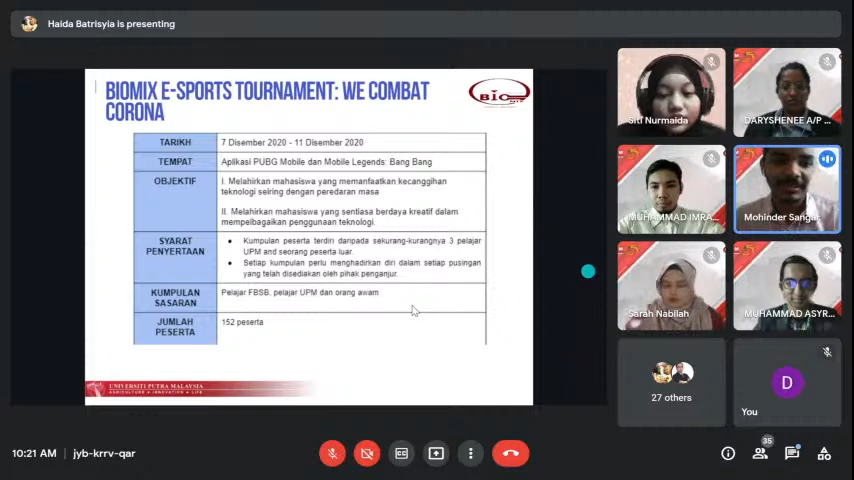 Haida Batrisyia is presenting
BIOMIX E-SPORTS TOURNAMENT: WE COMBAT
CORONA
BIO
TARIKH
7 Disember 2020 - 11 Disember 2020
TEMPAT
Aplikasi PUBG Mobile dan Mobile Legends: Bang Bang
OBJEKTIF
I. Melahirkan mahasiswa yang memanfaatkan kecanggihan
teknologi seiring dengan peredaran masa
II. Melahirkan mahasiswa yang sentiasa berdaya kreatif dalam
mempelbagaikan penggunaan teknologi.
SYARAT
PENYERTAAN
Kumpulan peserta terdiri daripada sekurang-kurangnya 3 pelajar
UPM and seorang peserta luar.
Setiap kumpulan perlu menghadirkan diri dalam setiap pusingan
yang telah disediakan oleh pihak penganjur.
KUMPULAN
SASARAN
Pelajar FBSB, pelajar UPM dan orang awam
JUMLAH
PESERTA
152 peserta
UNIVERSITI PUTRA MALAYSIA
AGRICULTURE • INNOVATION • LIFE
Siti Nurmaida
DARYSHENEE A/P ...
MUHAMMAD IMRA...
Mohinder Sangar
Sarah Nabilah
MUHAMMAD ASYR...
27 others
D
You
10:21 AM | jyb-krrv-qar
35